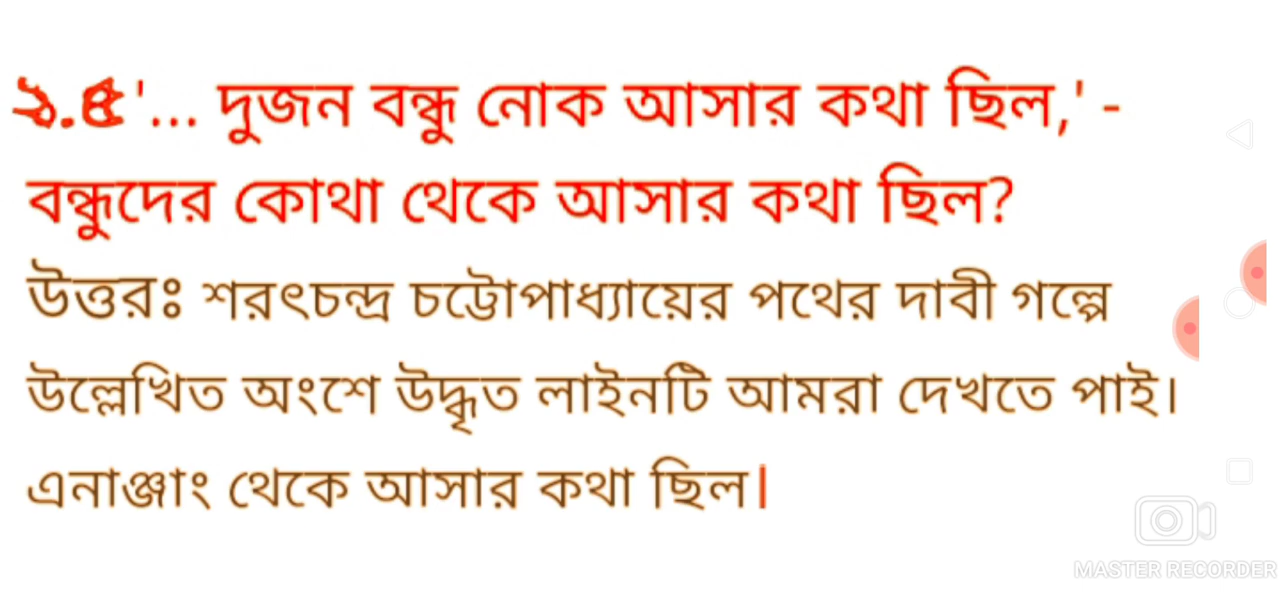 ১.৫ '... দুজন বন্ধু নোক আসার কথা ছিল,' -
বন্ধুদের কোথা থেকে আসার কথা ছিল?
উত্তরঃ শরৎচন্দ্র চট্টোপাধ্যায়ের পথের দাবী গল্পে
উল্লেখিত অংশে উদ্ধৃত লাইনটি আমরা দেখতে পাই।
এনাঞ্জাং থেকে আসার কথা ছিল|
MASTER RECORDER